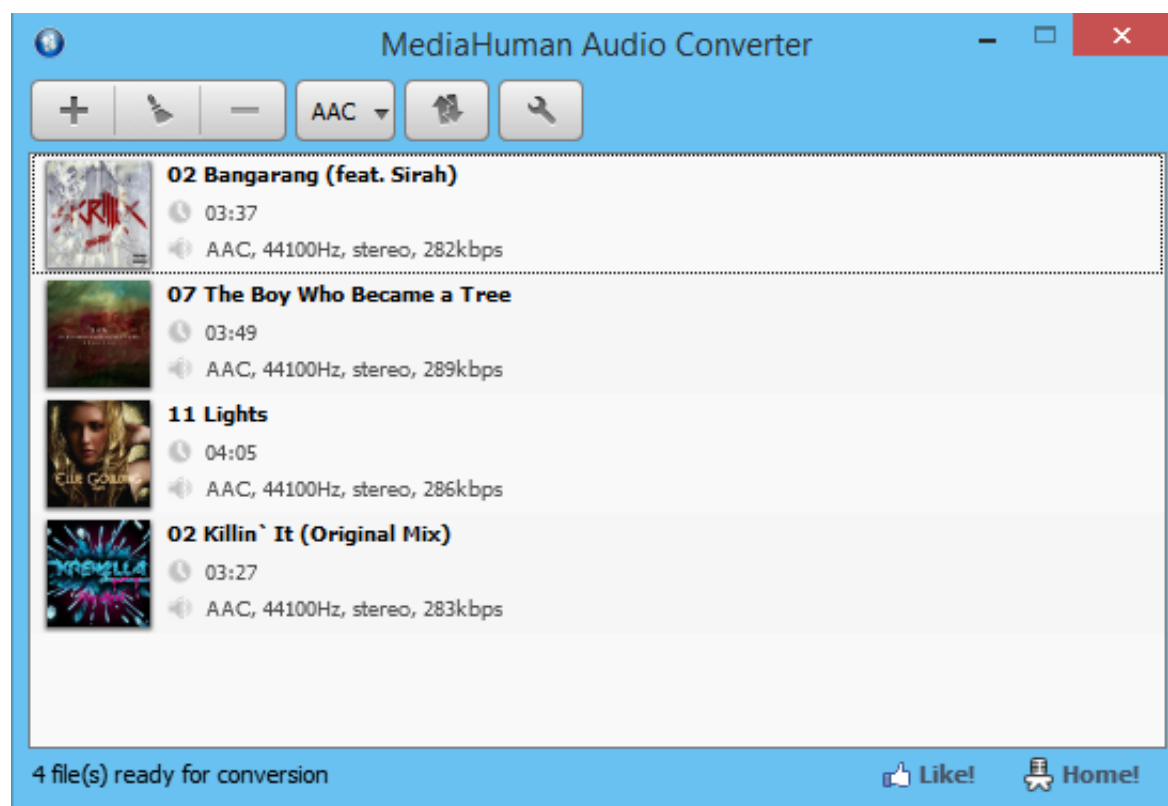 MediaHuman Audio Converter
AAC
02 Bangarang (feat. Sirah)
03:37
AAC, 44100Hz, stereo, 282kbps
07 The Boy Who Became a Tree
03:49
AAC, 44100Hz, stereo, 289kbps
11 Lights
04:05
AAC, 44100Hz, stereo, 286kbps
02 Killin` It (Original Mix)
03:27
AAC, 44100Hz, stereo, 283kbps
4 file(s) ready for conversion
Like!
Home!